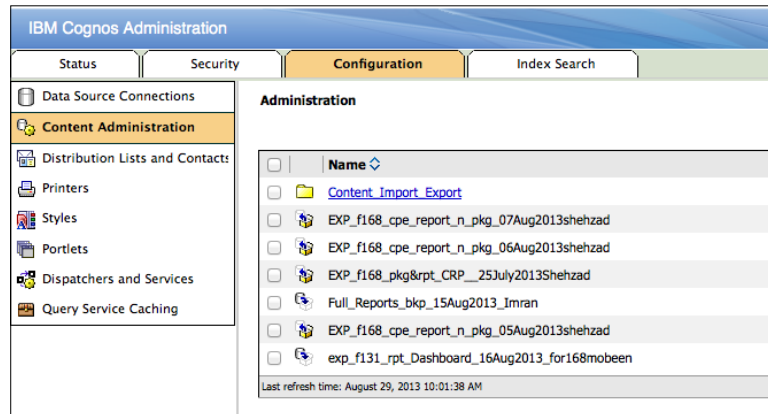 IBM Cognos Administration
Status Security Configuration Index Search
Data Source Connections
Content Administration
Distribution Lists and Contacts
Printers
Styles
Portlets
Dispatchers and Services
Query Service Caching
Administration
Name
Content_Import_Export
EXP_f168_cpe_report_n_pkg_07Aug2013shehzad
EXP_f168_cpe_report_n_pkg_06Aug2013shehzad
EXP_f168_pkg&rpt_CRP__25July2013Shehzad
Full_Reports_bkp_15Aug2013_Imran
EXP_f168_cpe_report_n_pkg_05Aug2013shehzad
exp_f131_rpt_Dashboard_16Aug2013_for168mobeen
Last refresh time: August 29, 2013 10:01:38 AM